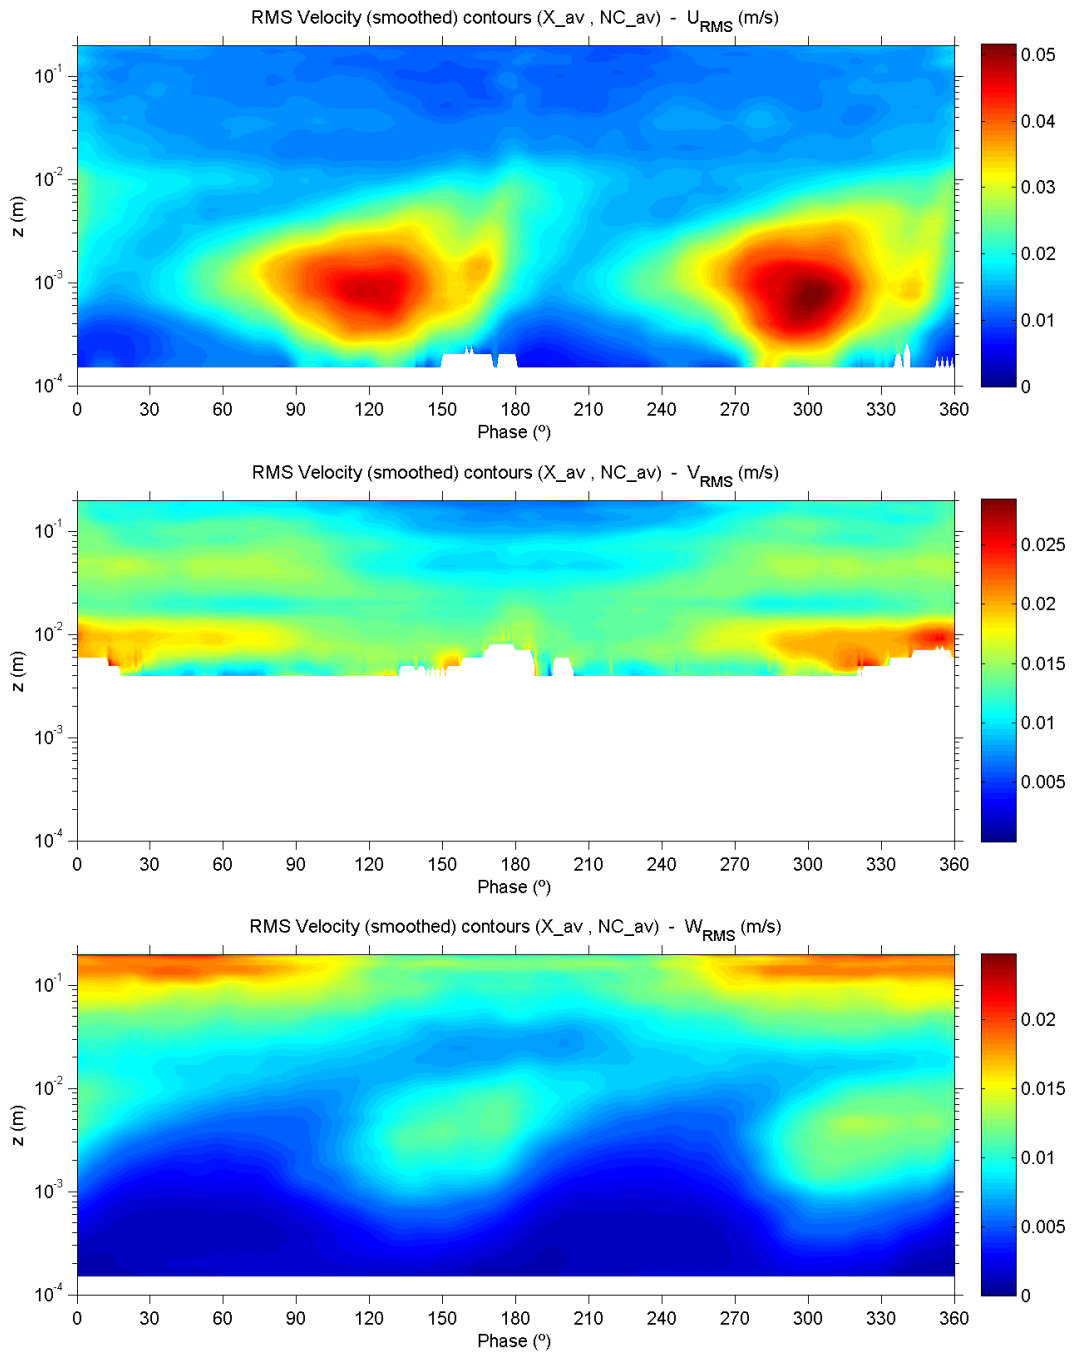 RMS Velocity (smoothed) contours (X_av , NC_av) - U_RMS (m/s)
10^-1
10^-2
10^-3
10^-4
z (m)
0 30 60 90 120 150 180 210 240 270 300 330 360
Phase (º)
0.05
0.04
0.03
0.02
0.01
0
RMS Velocity (smoothed) contours (X_av , NC_av) - V_RMS (m/s)
10^-1
10^-2
10^-3
10^-4
z (m)
0 30 60 90 120 150 180 210 240 270 300 330 360
Phase (º)
0.025
0.02
0.015
0.01
0.005
RMS Velocity (smoothed) contours (X_av , NC_av) - W_RMS (m/s)
10^-1
10^-2
10^-3
10^-4
z (m)
0 30 60 90 120 150 180 210 240 270 300 330 360
Phase (º)
0.02
0.015
0.01
0.005
0